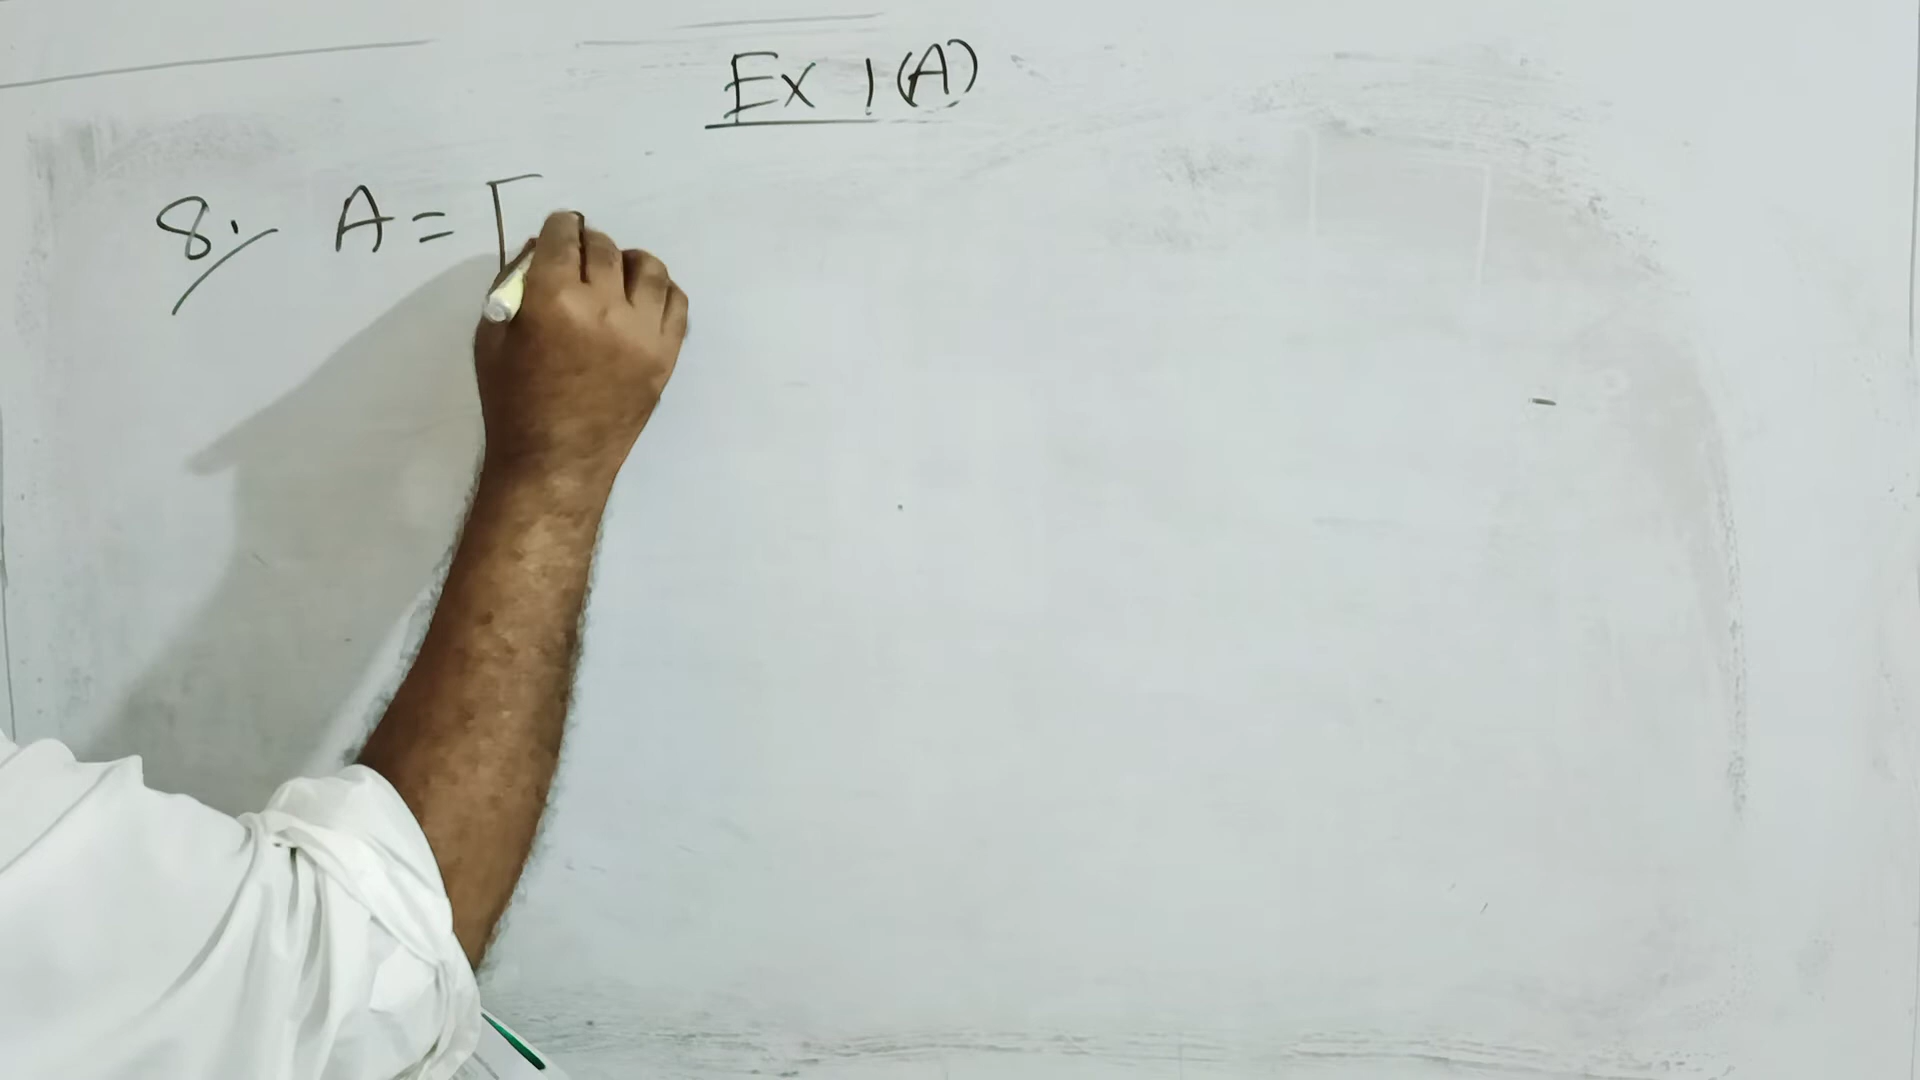 Ex 1(A)
8. A = [